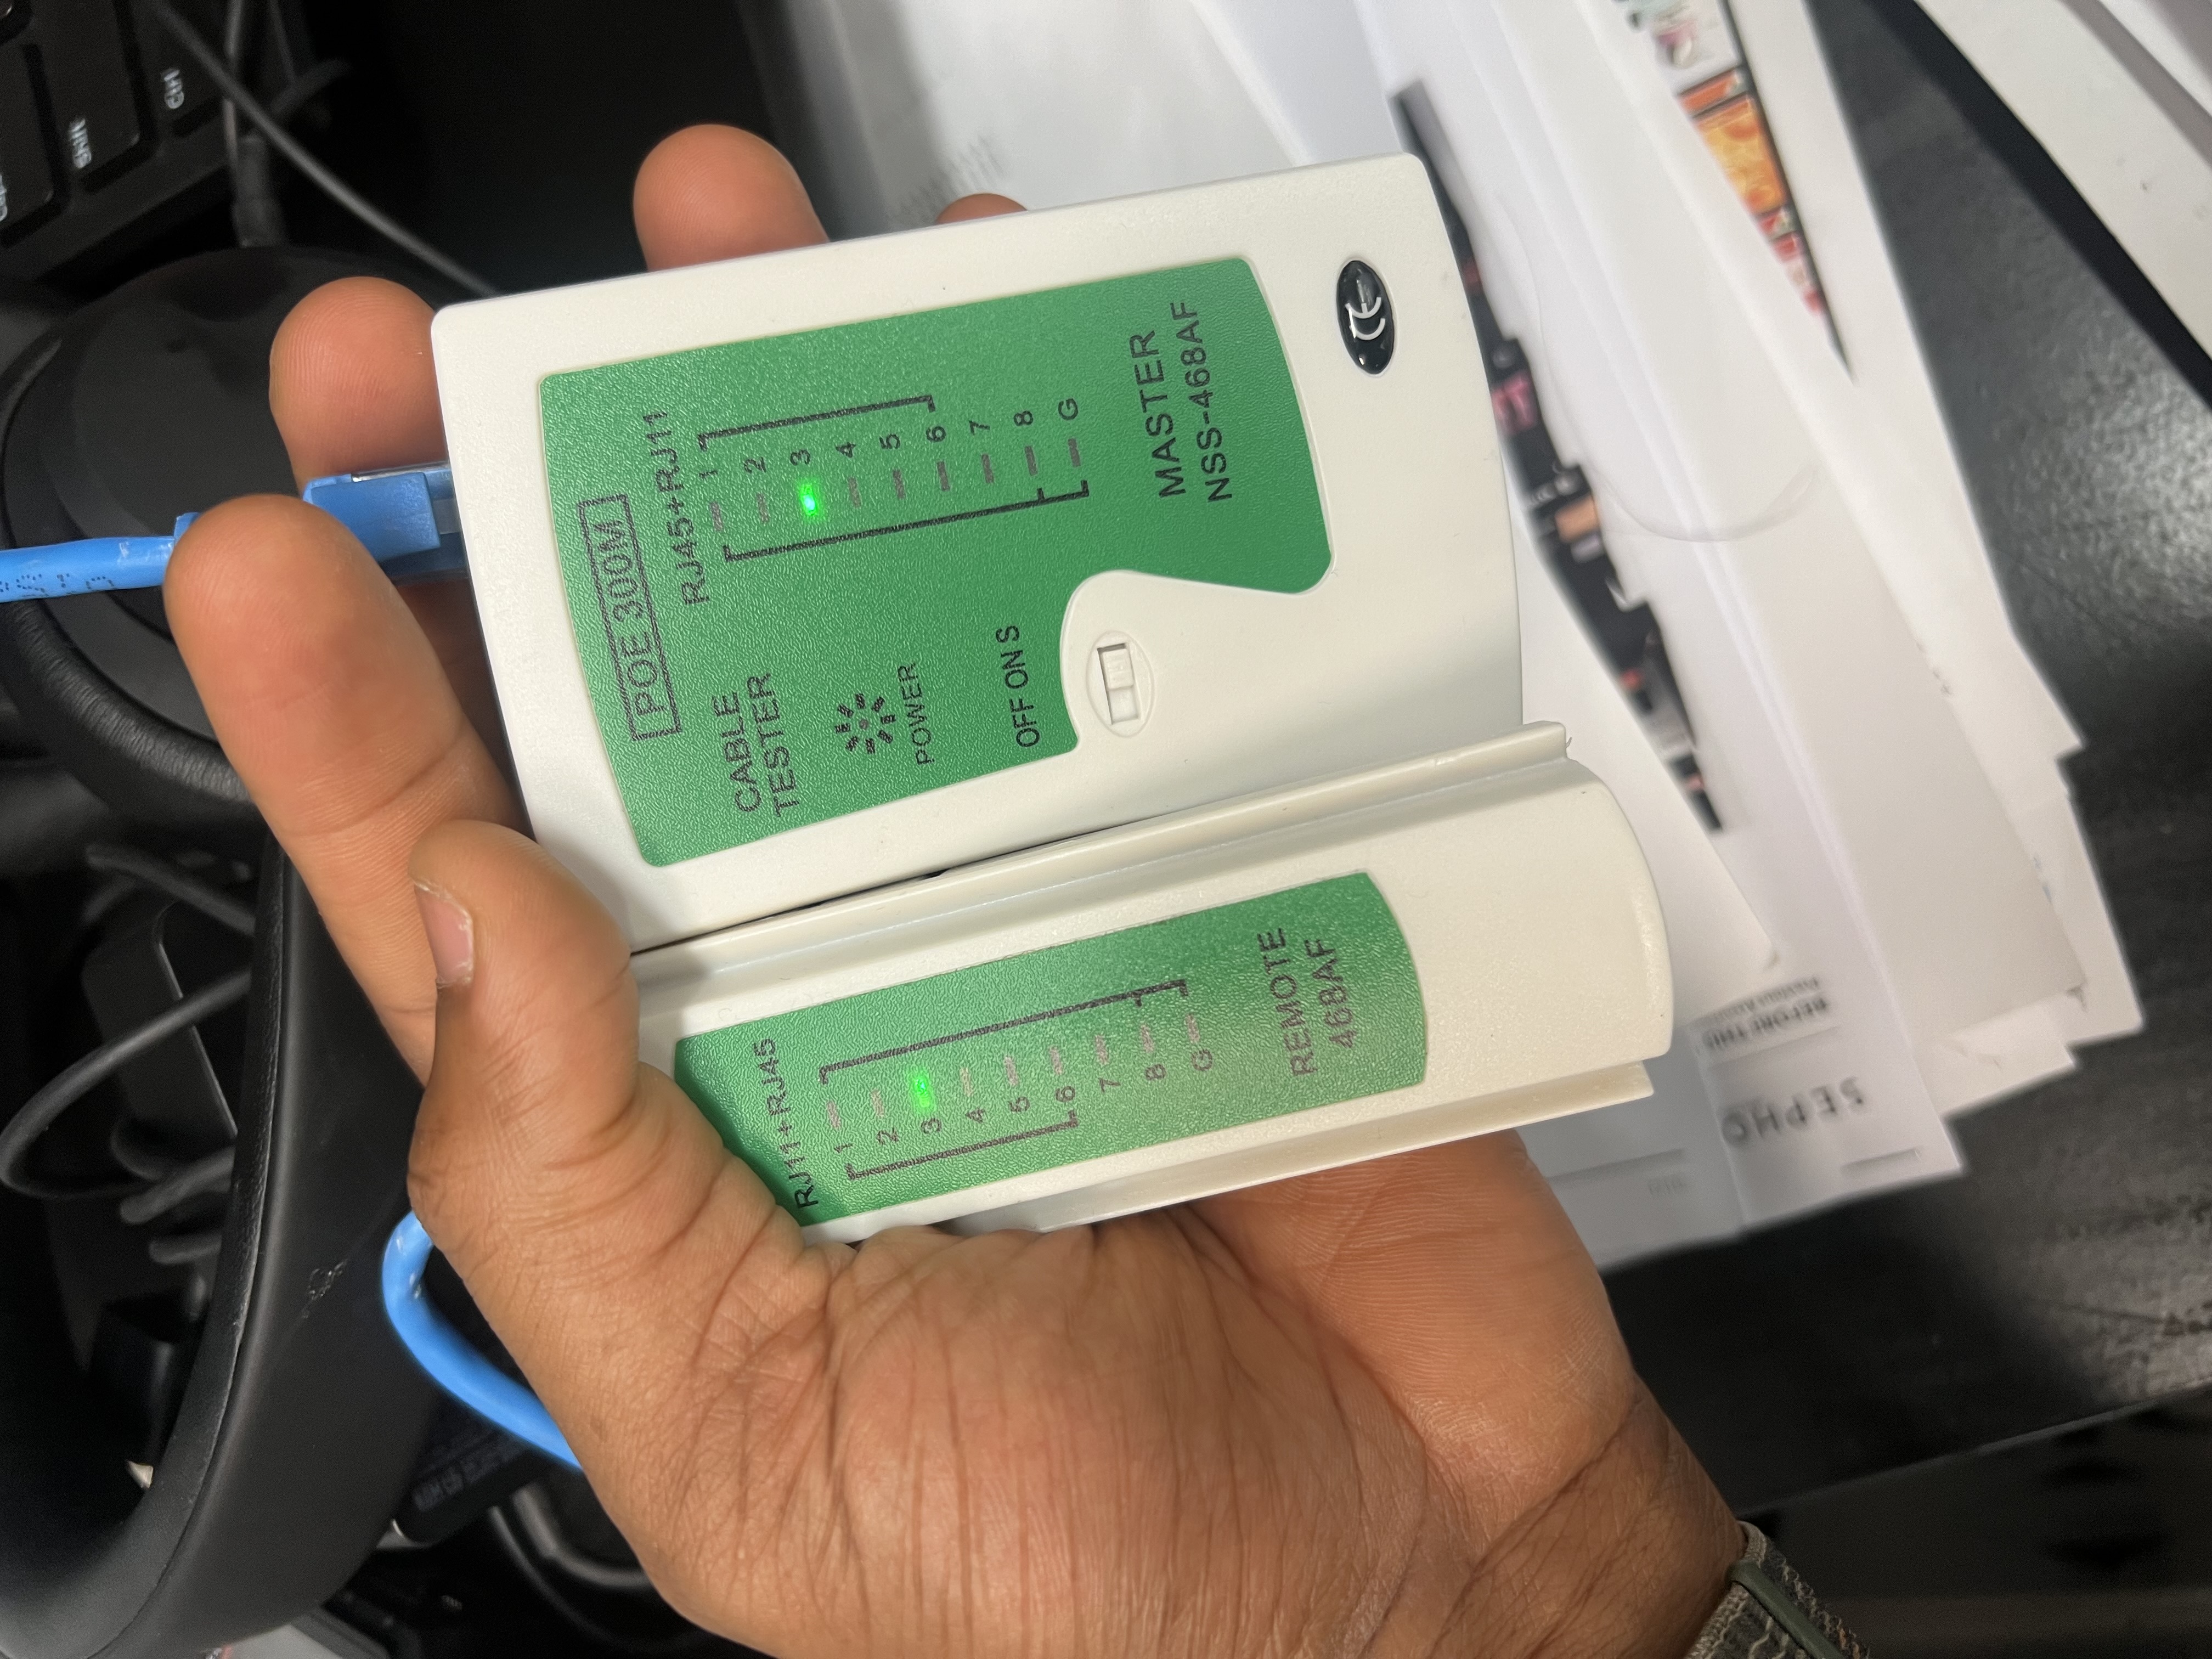 Shift
Ctrl
POE 300M
RJ45+RJ11
CABLE
TESTER
1
2
3
4
5
6
7
8
G
POWER
OFF ON S
MASTER
NSS-468AF
CE
RJ11+RJ45
1
2
3
4
5
6
7
8
G
REMOTE
468AF
SEPHO